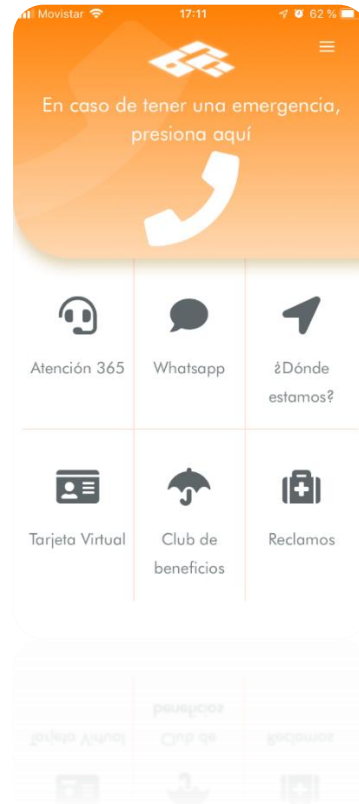 Movistar 17:11 62 %
En caso de tener una emergencia,
presiona aquí
Atención 365 Whatsapp ¿Dónde
estamos?
Tarjeta Virtual Club de Reclamos
beneficios